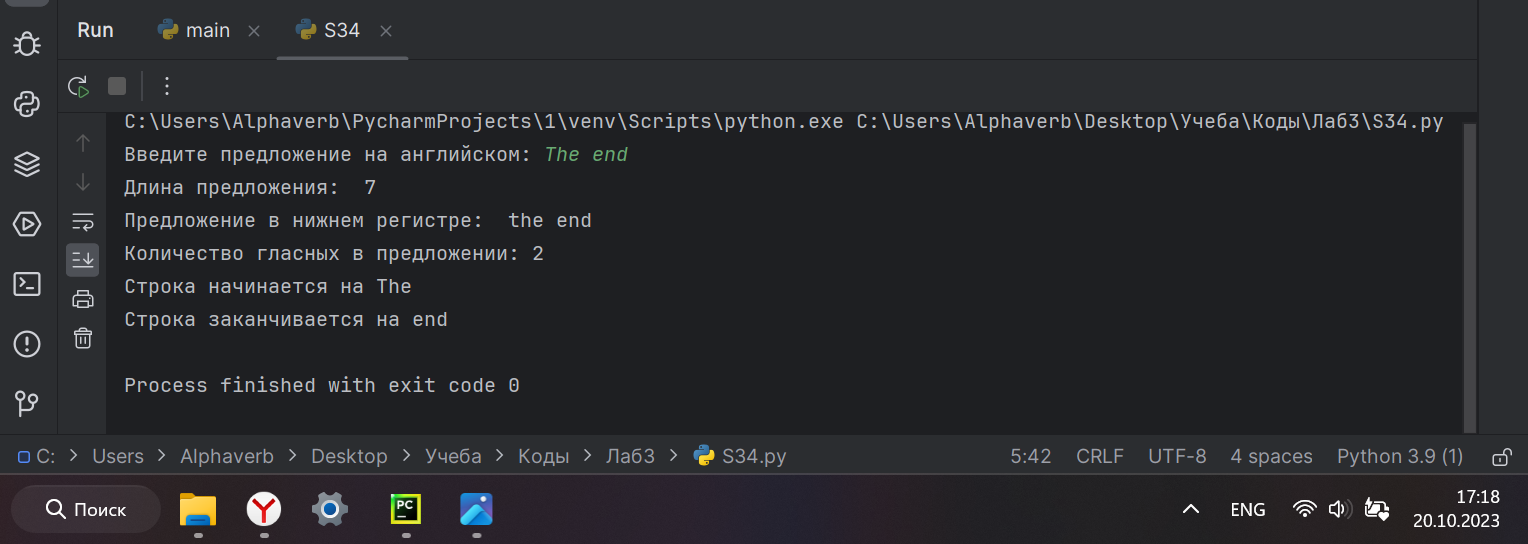 Run main S34
C:\Users\Alphaverb\PycharmProjects\1\venv\Scripts\python.exe C:\Users\Alphaverb\Desktop\Учеба\Коды\Лаб3\S34.py
Введите предложение на английском: The end
Длина предложения:  7
Предложение в нижнем регистре:  the end
Количество гласных в предложении: 2
Строка начинается на The
Строка заканчивается на end
Process finished with exit code 0
C: > Users > Alphaverb > Desktop > Учеба > Коды > Лаб3 > S34.py 5:42 CRLF UTF-8 4 spaces Python 3.9 (1)
Поиск PC ENG 17:18
20.10.2023